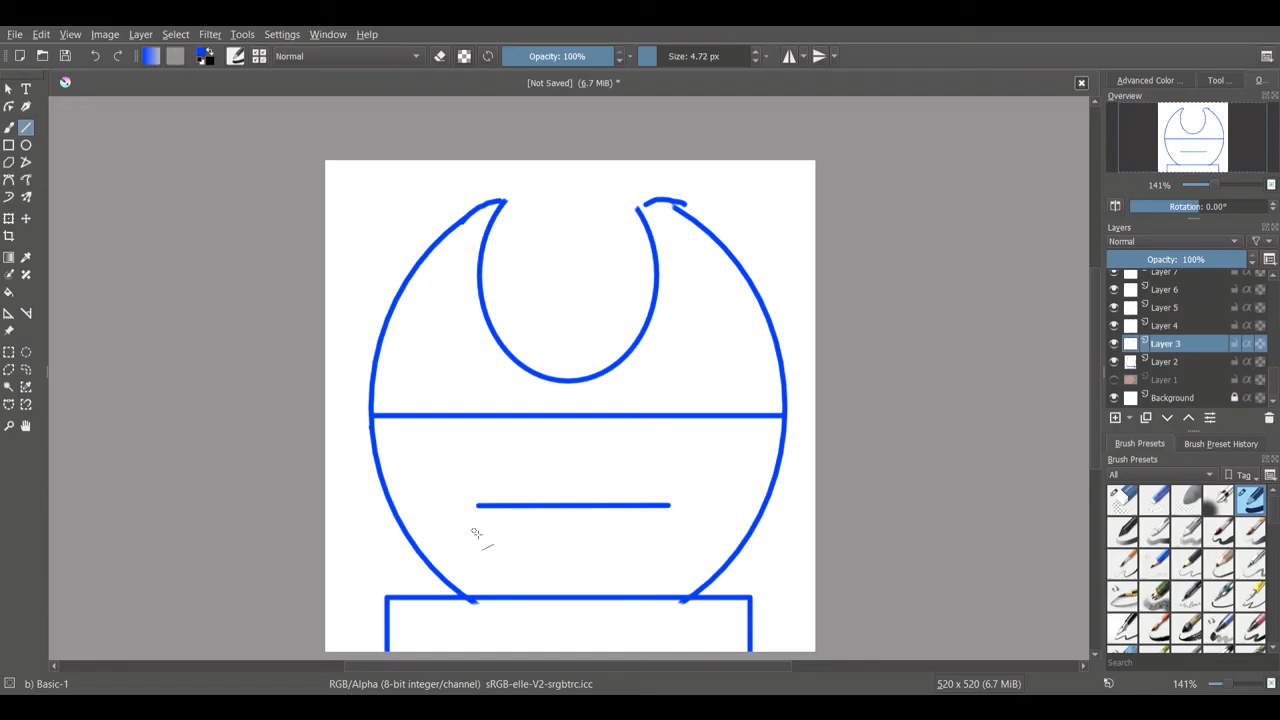 File Edit View Image Layer Select Filter Tools Settings Window Help
Normal Opacity: 100% Size: 4.72 px
[Not Saved] (6.7 MiB) *
Advanced Color ... Tool ... O...
Overview
141%
Rotation: 0.00°
Layers
Normal
Opacity: 100%
Layer 7
Layer 6
Layer 5
Layer 4
Layer 3
Layer 2
Layer 1
Background
Brush Presets Brush Preset History
Brush Presets
All Tag
Search
b) Basic-1 RGB/Alpha (8-bit integer/channel) sRGB-elle-V2-srgbtrc.icc 520 x 520 (6.7 MiB) 141%